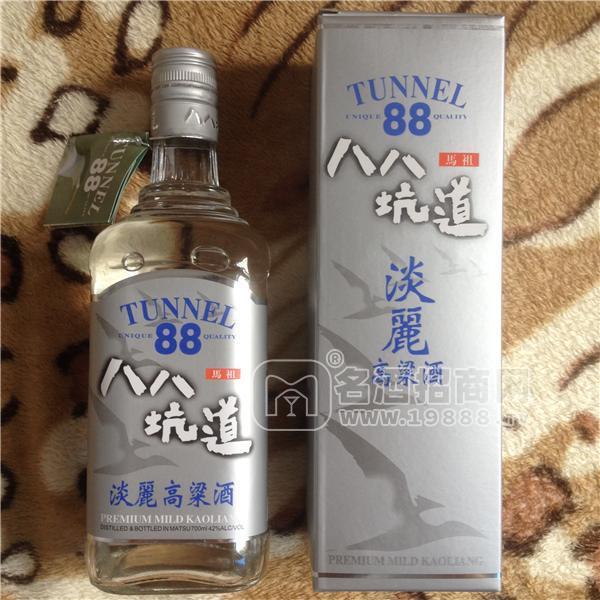 TUNNEL
88
TUNNEL
UNIQUE 88 QUALITY
八八
馬祖
坑道
淡麗高粱酒
PREMIUM MILD KAOLIANG
DISTILLED & BOTTLED IN MATSU 700ml 42%ALC/VOL
TUNNEL
UNIQUE 88 QUALITY
八八
馬祖
坑道
淡麗
高粱酒
PREMIUM MILD KAOLIANG
®名酒招商网
www.19888.tv